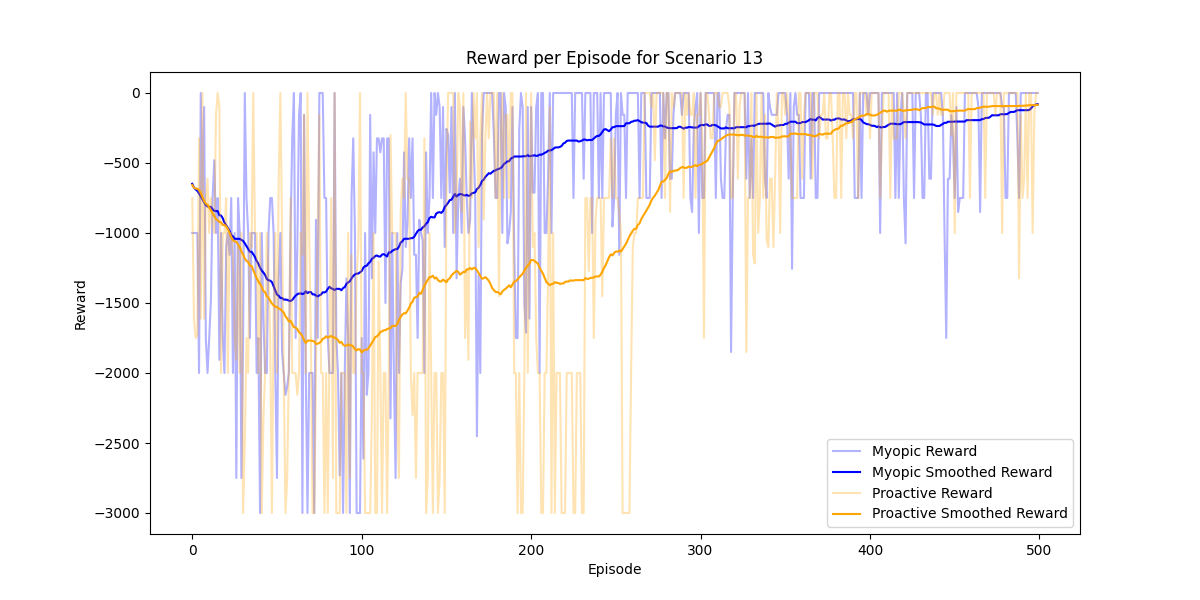 Reward per Episode for Scenario 13
Reward
0
−500
−1000
−1500
−2000
−2500
−3000
0 100 200 300 400 500
Episode
Myopic Reward
Myopic Smoothed Reward
Proactive Reward
Proactive Smoothed Reward